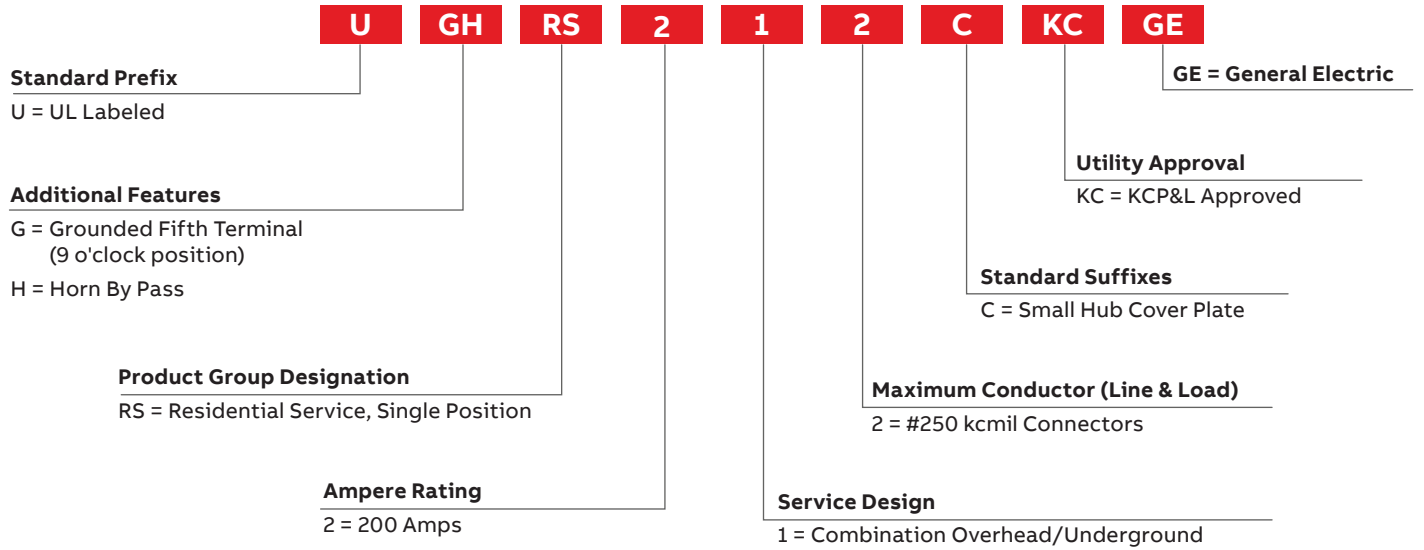 U GH RS 2 1 2 C KC GE
Standard Prefix
U = UL Labeled
GE = General Electric
Utility Approval
KC = KCP&L Approved
Additional Features
G = Grounded Fifth Terminal
(9 o'clock position)
H = Horn By Pass
Standard Suffixes
C = Small Hub Cover Plate
Product Group Designation
RS = Residential Service, Single Position
Maximum Conductor (Line & Load)
2 = #250 kcmil Connectors
Ampere Rating
2 = 200 Amps
Service Design
1 = Combination Overhead/Underground